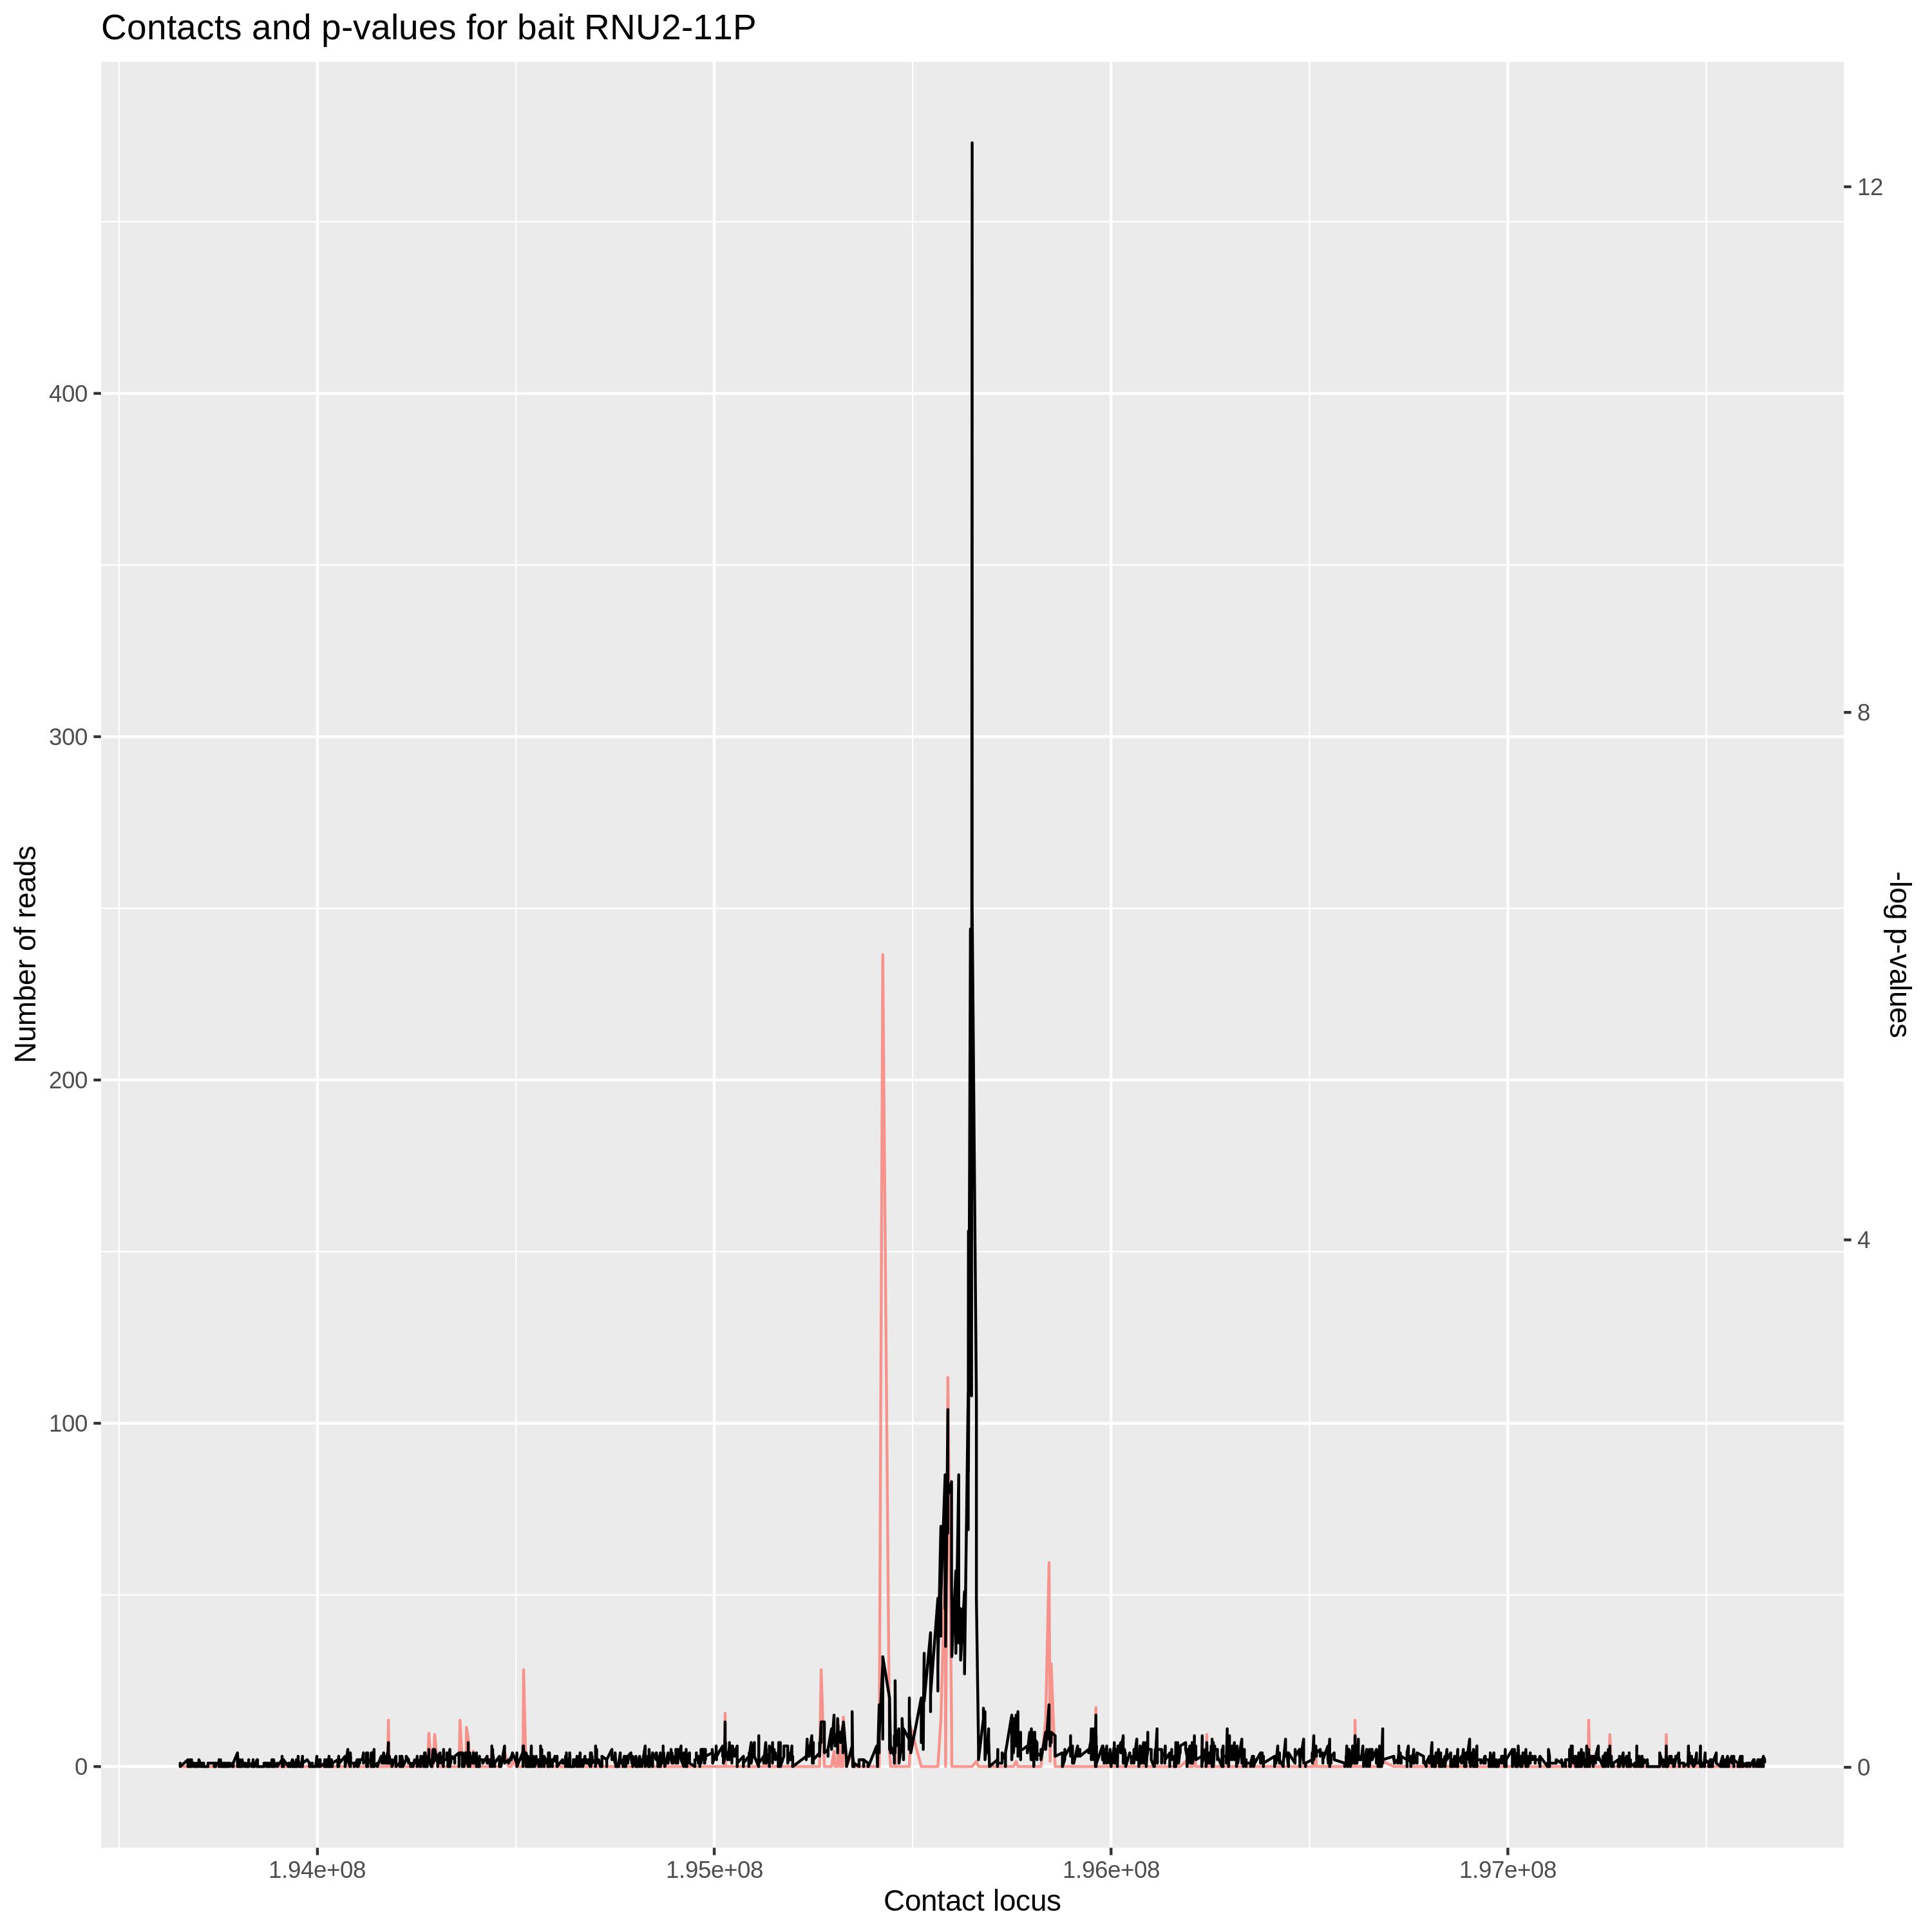 Contacts and p-values for bait RNU2-11P
Number of reads
400
300
200
100
0
12
8
4
0
-log p-values
1.94e+08
1.95e+08
1.96e+08
1.97e+08
Contact locus